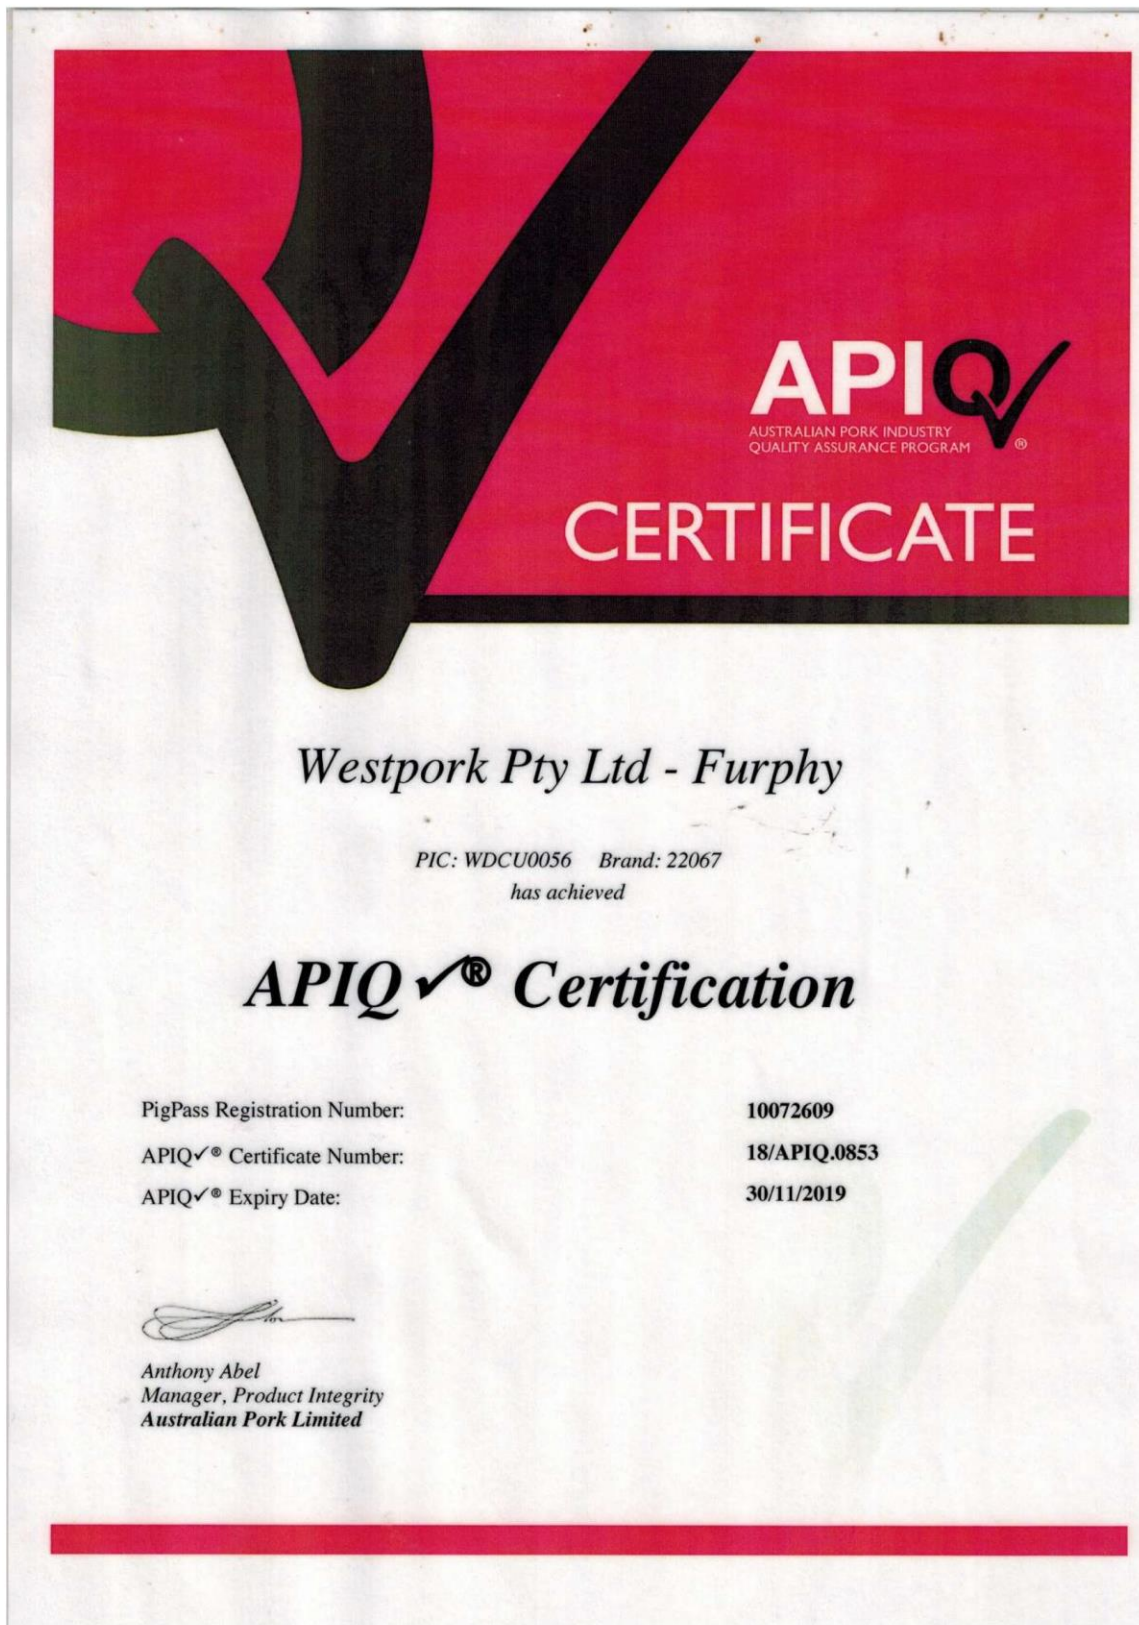 APIQ✓®
AUSTRALIAN PORK INDUSTRY
QUALITY ASSURANCE PROGRAM
CERTIFICATE
Westpork Pty Ltd - Furphy
PIC: WDCU0056 Brand: 22067
has achieved
APIQ✓® Certification
PigPass Registration Number: 10072609
APIQ✓® Certificate Number: 18/APIQ.0853
APIQ✓® Expiry Date: 30/11/2019
Anthony Abel
Manager, Product Integrity
Australian Pork Limited